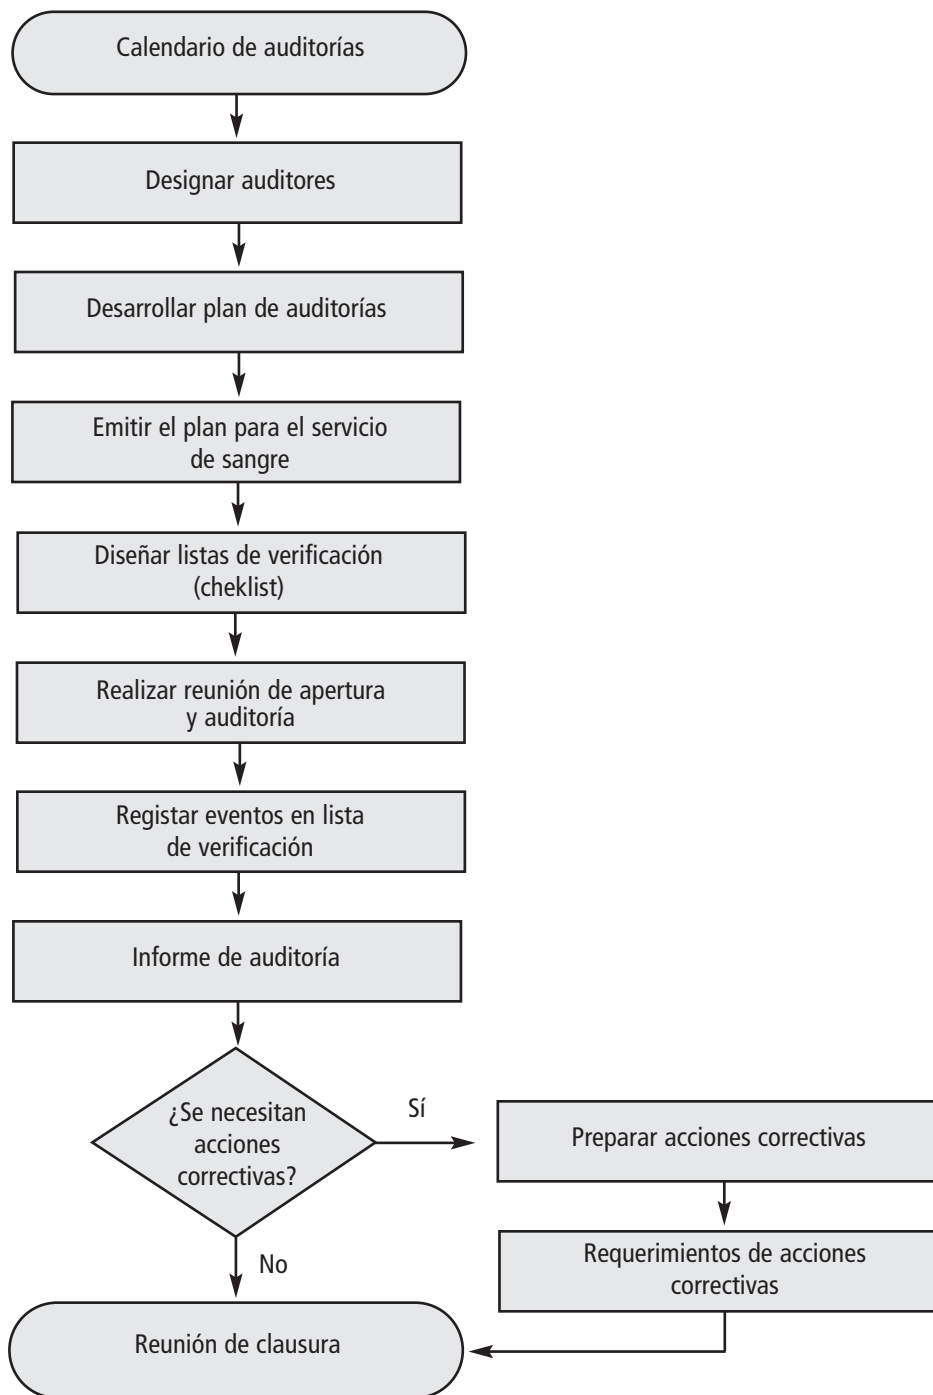 Calendario de auditorías
Designar auditores
Desarrollar plan de auditorías
Emitir el plan para el servicio
de sangre
Diseñar listas de verificación
(cheklist)
Realizar reunión de apertura
y auditoría
Registar eventos en lista
de verificación
Informe de auditoría
¿Se necesitan
acciones
correctivas?
Sí
Preparar acciones correctivas
Requerimientos de acciones
correctivas
No
Reunión de clausura